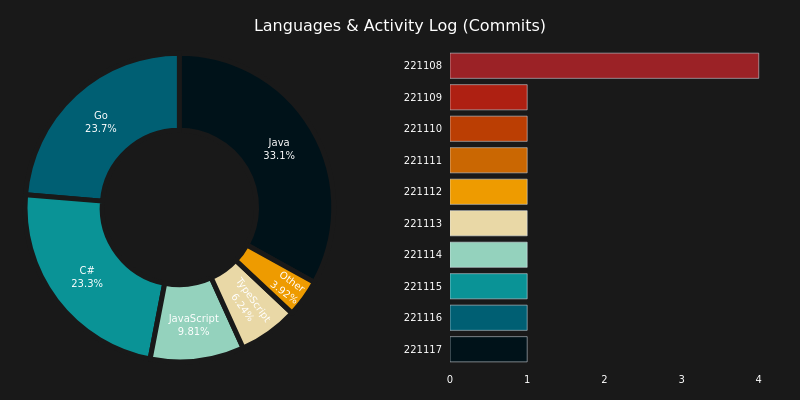 Languages & Activity Log (Commits)
Go
23.7%
Java
33.1%
C#
23.3%
JavaScript
9.81%
TypeScript
6.24%
Other
3.92%
221108
221109
221110
221111
221112
221113
221114
221115
221116
221117
0 1 2 3 4